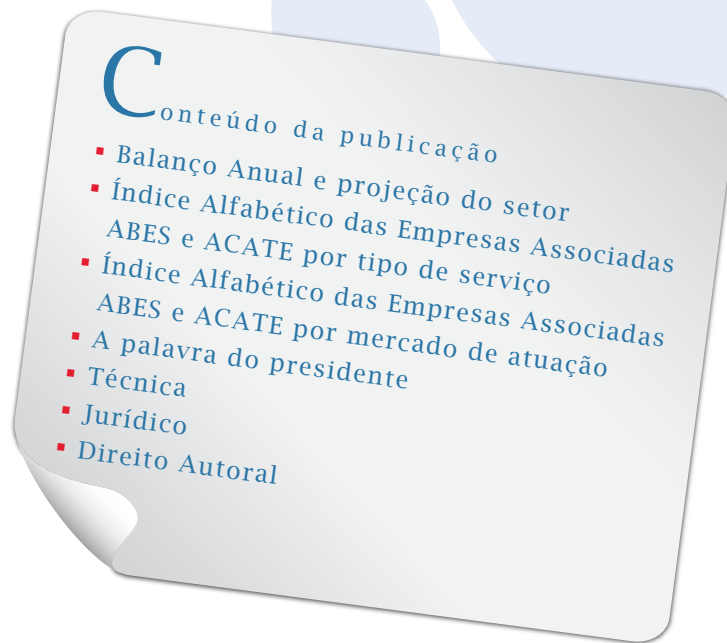 Conteúdo da publicação
▪ Balanço Anual e projeção do setor
▪ Índice Alfabético das Empresas Associadas
ABES e ACATE por tipo de serviço
▪ Índice Alfabético das Empresas Associadas
ABES e ACATE por mercado de atuação
▪ A palavra do presidente
▪ Técnica
▪ Jurídico
▪ Direito Autoral